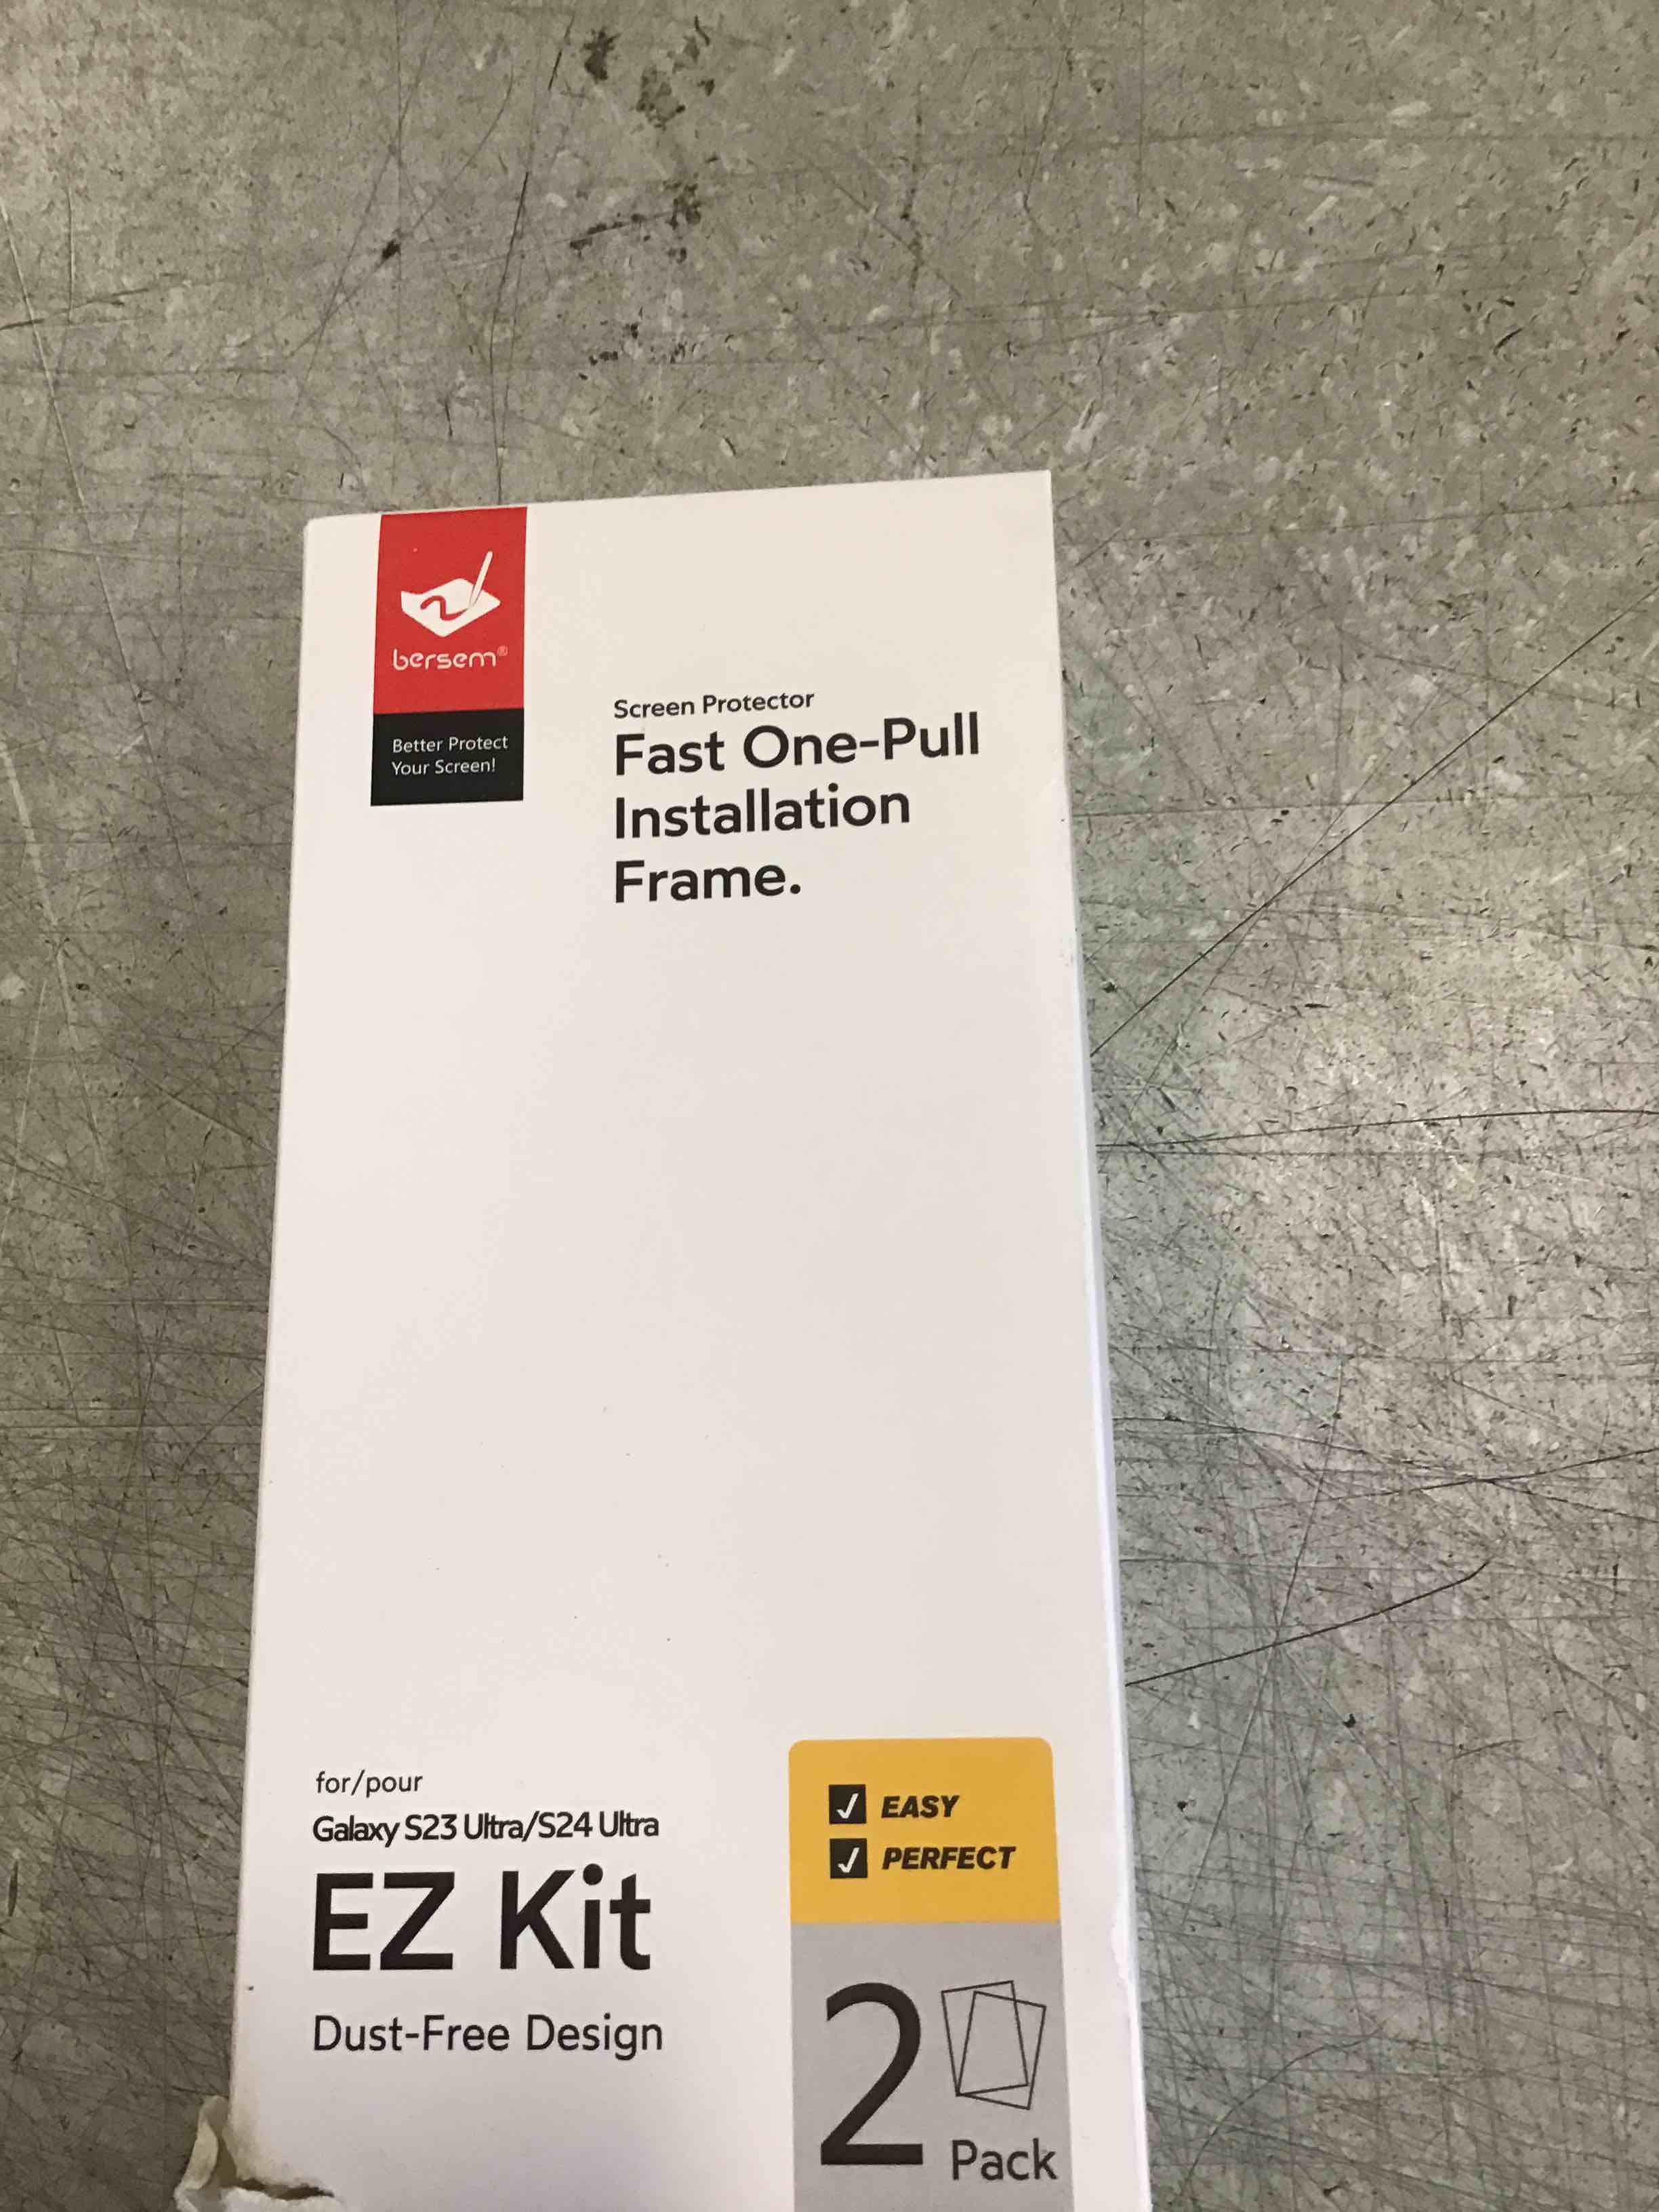 bersem®
Better Protect
Your Screen!
Screen Protector
Fast One-Pull
Installation
Frame.
for/pour
Galaxy S23 Ultra/S24 Ultra
EZ Kit
Dust-Free Design
EASY
PERFECT
2
Pack